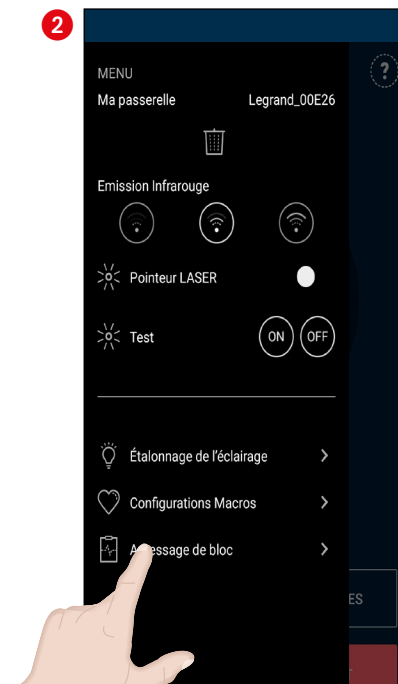 2
MENU
?
Ma passerelle Legrand_00E26
Emission Infrarouge
Pointeur LASER
Test ON OFF
Étalonnage de l'éclairage >
Configurations Macros >
de bloc >
ES